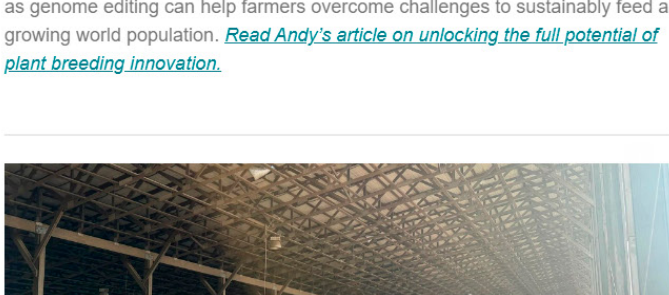 as genome editing can help farmers overcome challenges to sustainably feed a
growing world population. Read Andy’s article on unlocking the full potential of
plant breeding innovation.